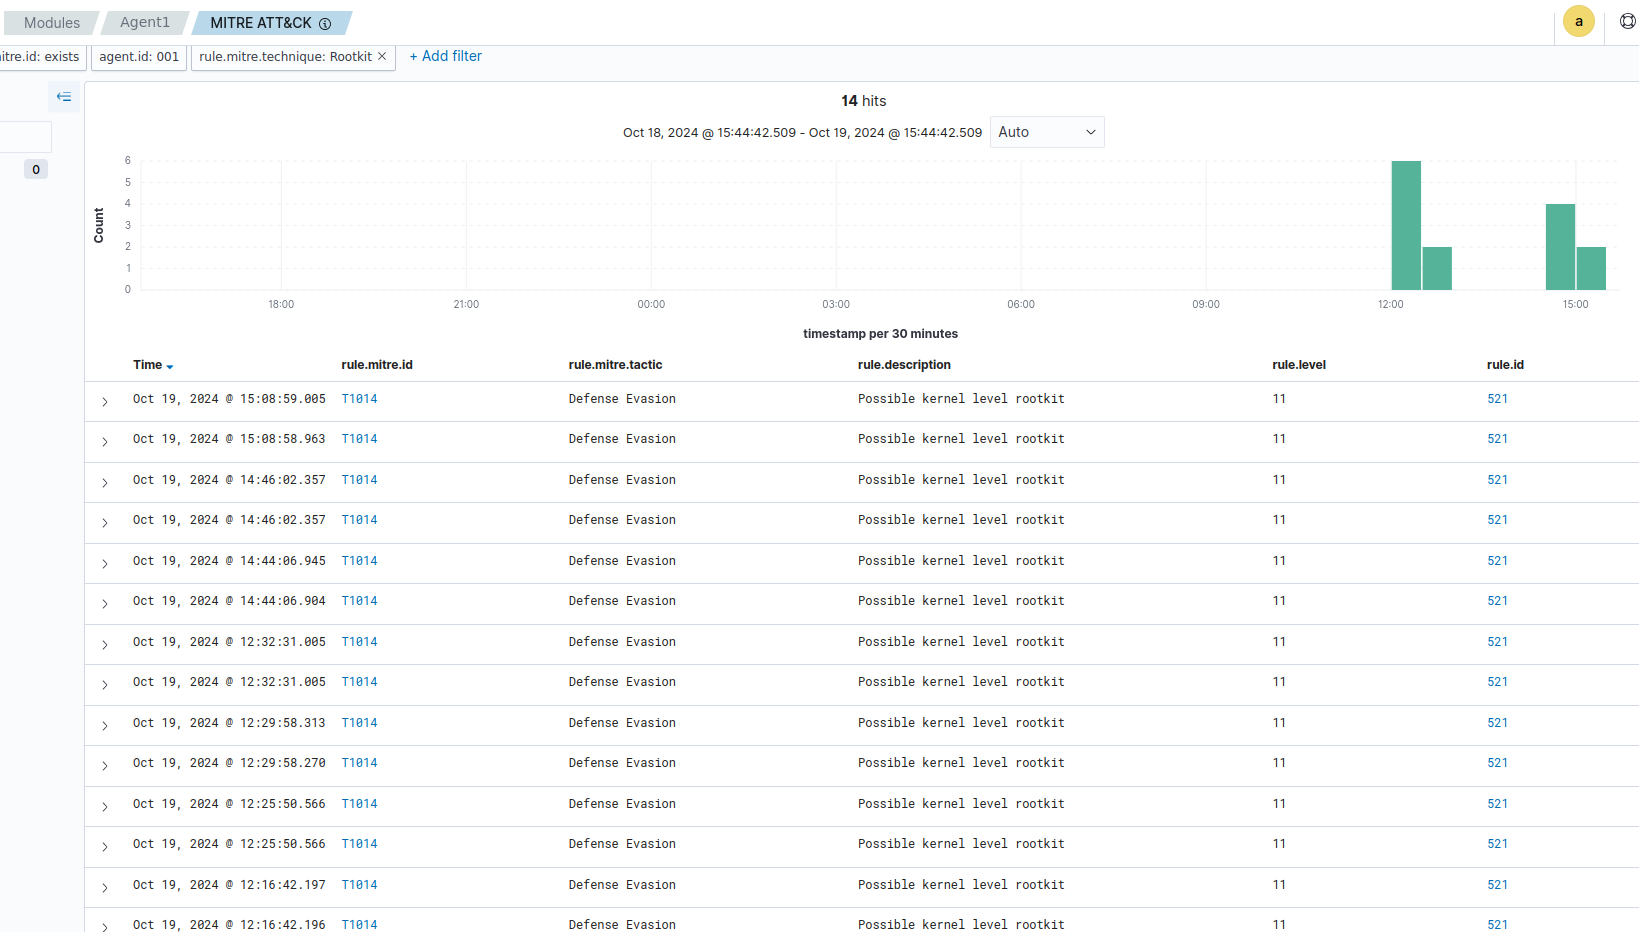 Modules Agent1 MITRE ATT&CK a
itre.id: exists agent.id: 001 rule.mitre.technique: Rootkit × + Add filter
14 hits
Oct 18, 2024 @ 15:44:42.509 - Oct 19, 2024 @ 15:44:42.509 Auto
0
6
5
4
3
2
1
0
Count
18:00 21:00 00:00 03:00 06:00 09:00 12:00 15:00
timestamp per 30 minutes
Time rule.mitre.id rule.mitre.tactic rule.description rule.level rule.id
Oct 19, 2024 @ 15:08:59.005 T1014 Defense Evasion Possible kernel level rootkit 11 521
Oct 19, 2024 @ 15:08:58.963 T1014 Defense Evasion Possible kernel level rootkit 11 521
Oct 19, 2024 @ 14:46:02.357 T1014 Defense Evasion Possible kernel level rootkit 11 521
Oct 19, 2024 @ 14:46:02.357 T1014 Defense Evasion Possible kernel level rootkit 11 521
Oct 19, 2024 @ 14:44:06.945 T1014 Defense Evasion Possible kernel level rootkit 11 521
Oct 19, 2024 @ 14:44:06.904 T1014 Defense Evasion Possible kernel level rootkit 11 521
Oct 19, 2024 @ 12:32:31.005 T1014 Defense Evasion Possible kernel level rootkit 11 521
Oct 19, 2024 @ 12:32:31.005 T1014 Defense Evasion Possible kernel level rootkit 11 521
Oct 19, 2024 @ 12:29:58.313 T1014 Defense Evasion Possible kernel level rootkit 11 521
Oct 19, 2024 @ 12:29:58.270 T1014 Defense Evasion Possible kernel level rootkit 11 521
Oct 19, 2024 @ 12:25:50.566 T1014 Defense Evasion Possible kernel level rootkit 11 521
Oct 19, 2024 @ 12:25:50.566 T1014 Defense Evasion Possible kernel level rootkit 11 521
Oct 19, 2024 @ 12:16:42.197 T1014 Defense Evasion Possible kernel level rootkit 11 521
Oct 19, 2024 @ 12:16:42.196 T1014 Defense Evasion Possible kernel level rootkit 11 521